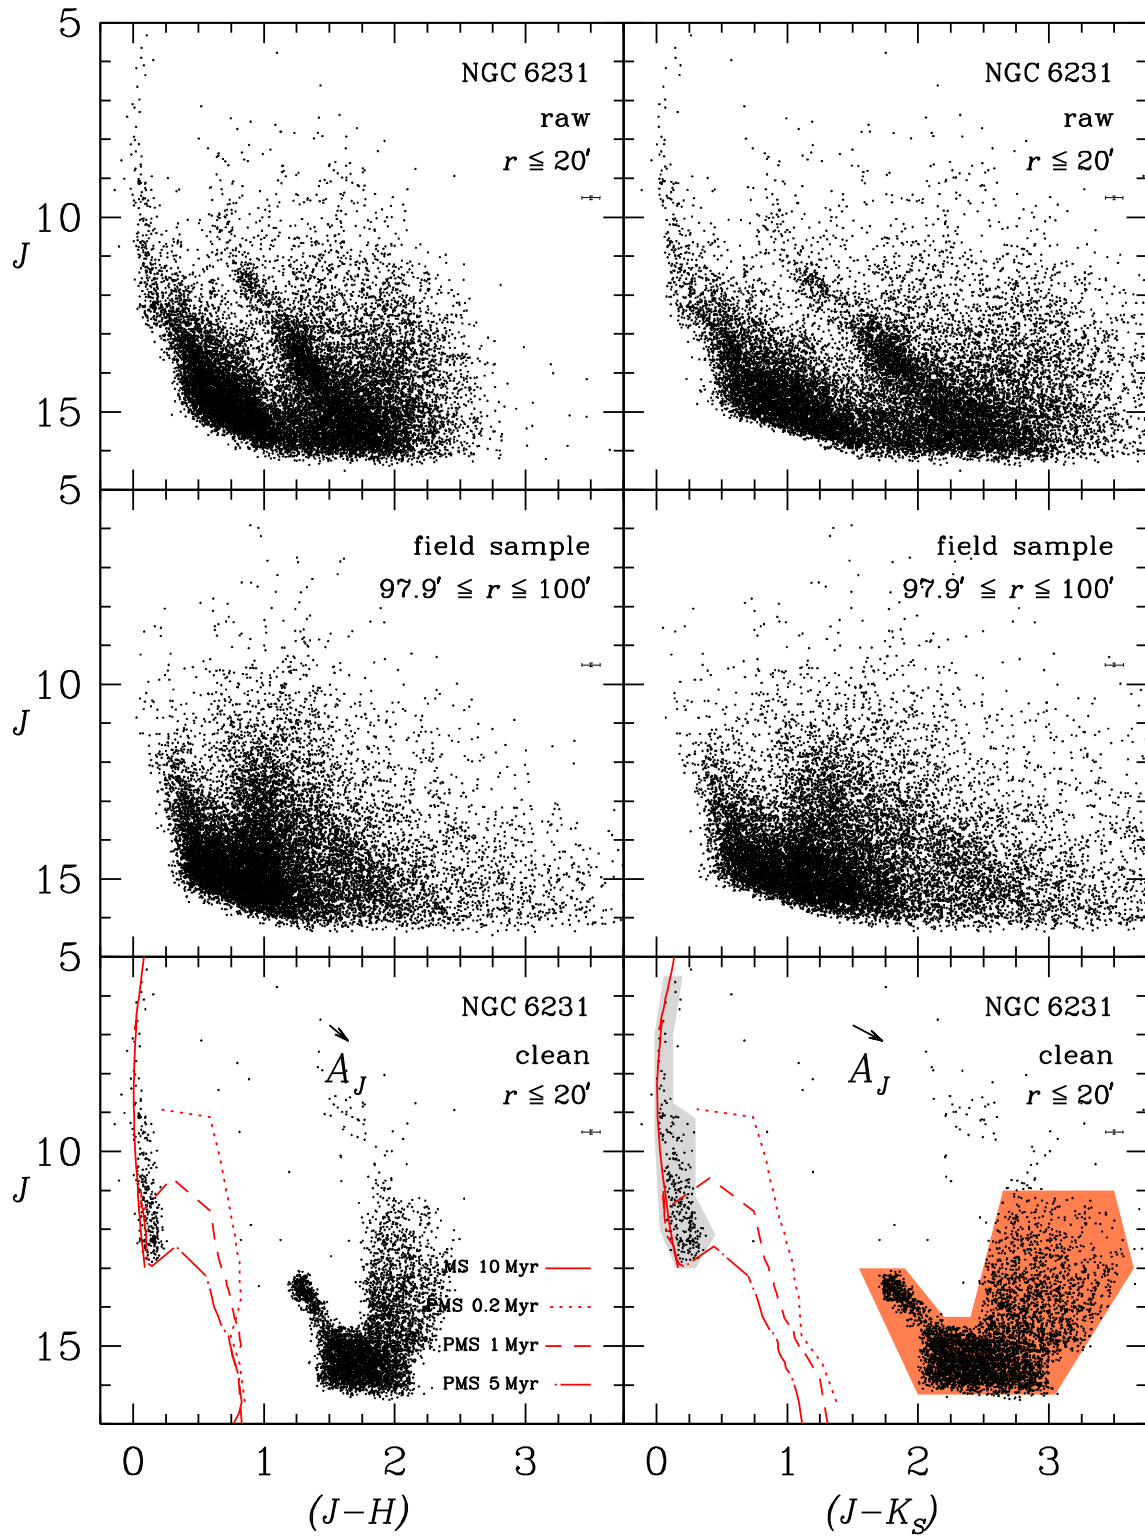 5
NGC 6231
raw
r ≦ 20′
NGC 6231
raw
r ≦ 20′
10
J
15
5
field sample
97.9′ ≦ r ≦ 100′
field sample
97.9′ ≦ r ≦ 100′
10
J
15
5
NGC 6231
clean
r ≦ 20′
A_J
NGC 6231
clean
r ≦ 20′
A_J
10
J
MS 10 Myr
PMS 0.2 Myr
PMS 1 Myr
PMS 5 Myr
15
0 1 2 3
0 1 2 3
(J−H)
(J−K_S)